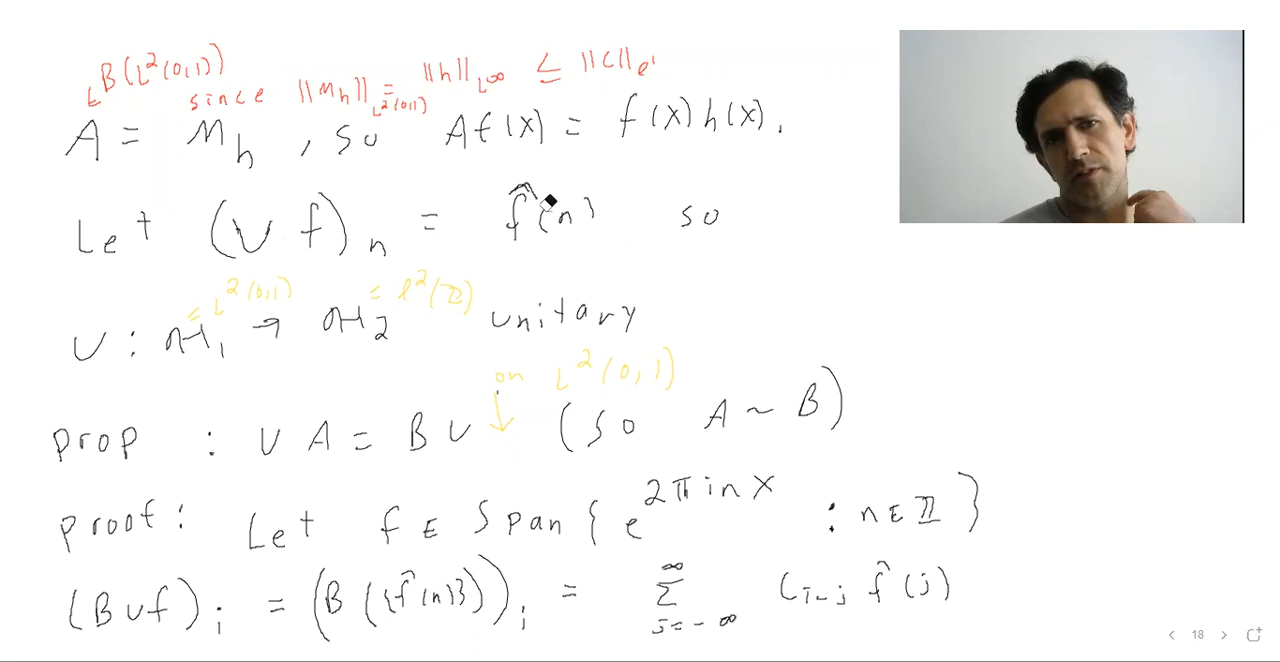 ∈ B(L²(0,1)) since ||M_h||_{L²(0,1)} = ||h||_{L^∞} ≤ ||c||_{ℓ¹}
A = M_h, so Af(x) = f(x)h(x).
Let (Uf)_n = f̂(n) so
= L²(0,1) = ℓ²(ℤ)
U : H₁ → H₂ unitary
on L²(0,1)
Prop : UA = BU ↓ (so A ~ B)
Proof: Let f ∈ Span{e^{2πinx} : n ∈ ℤ}
(BUf)_i = (B({f̂(n)}))_i = ∑_{j=-∞}^{∞} c_{i-j} f̂(j)
< 18 >